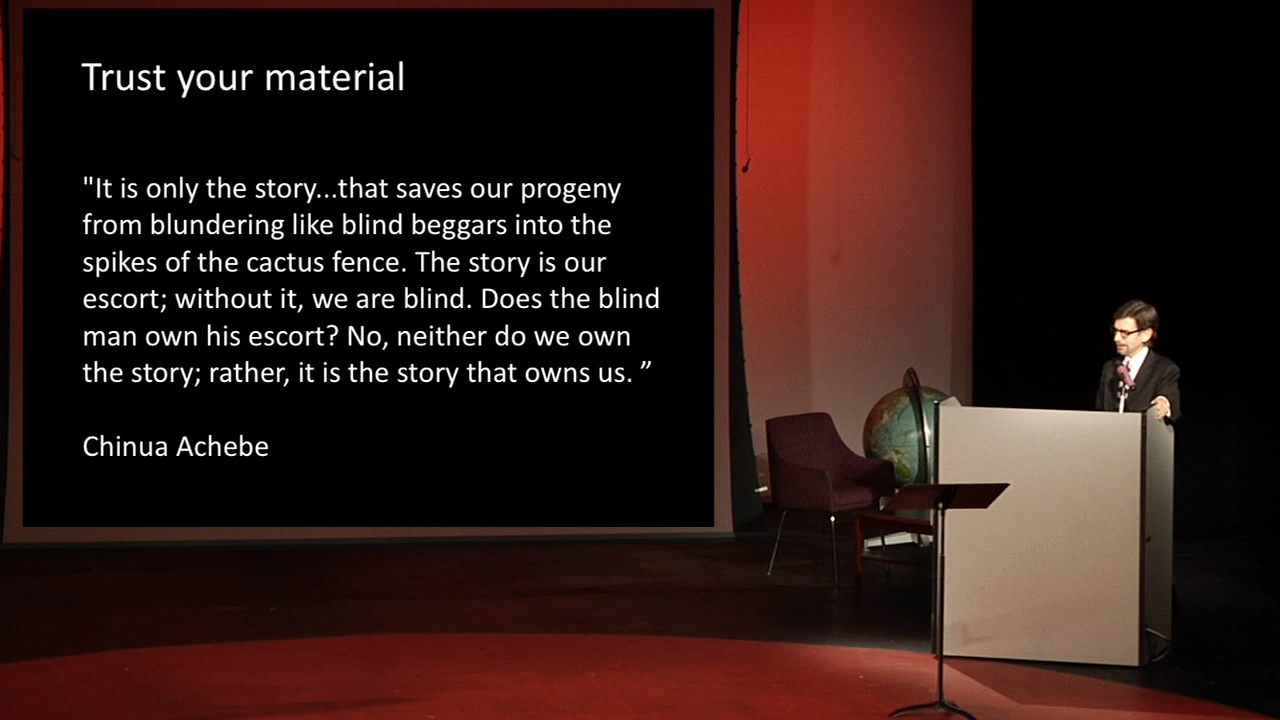 Trust your material
"It is only the story...that saves our progeny
from blundering like blind beggars into the
spikes of the cactus fence. The story is our
escort; without it, we are blind. Does the blind
man own his escort? No, neither do we own
the story; rather, it is the story that owns us. ”
Chinua Achebe